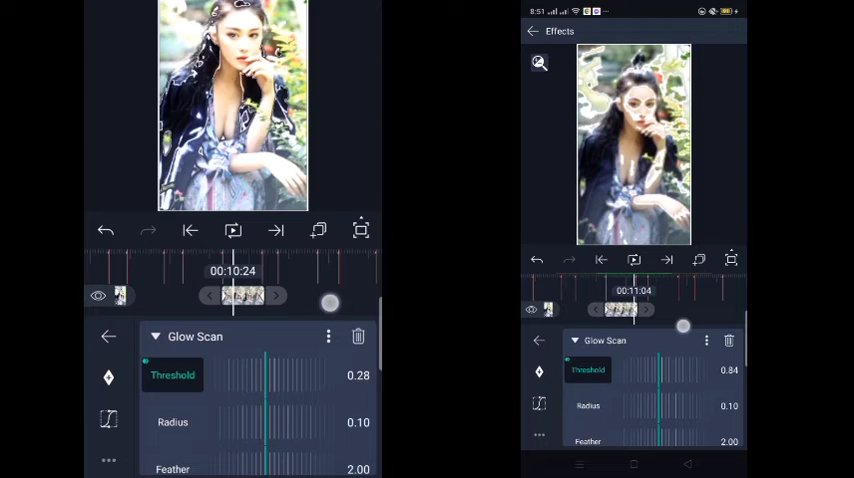 00:10:24
Glow Scan
Threshold
0.28
Radius
0.10
Feather
2.00
8:51
Effects
00:11:04
Glow Scan
Threshold
0.84
Radius
0.10
Feather
2.00